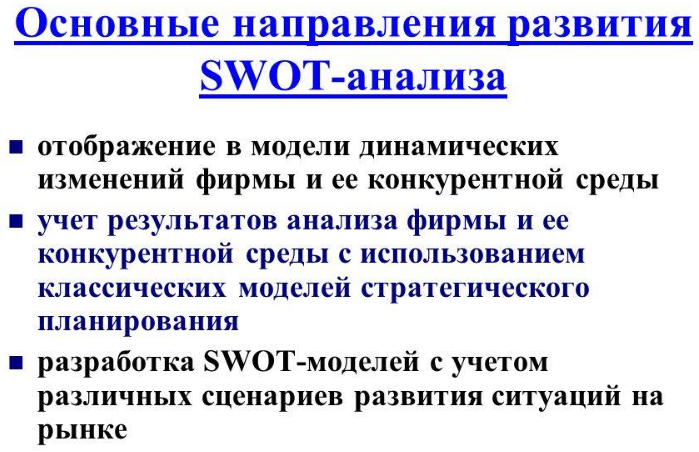 Основные направления развития
SWOT-анализа
отображение в модели динамических
изменений фирмы и ее конкурентной среды
учет результатов анализа фирмы и ее
конкурентной среды с использованием
классических моделей стратегического
планирования
разработка SWOT-моделей с учетом
различных сценариев развития ситуаций на
рынке